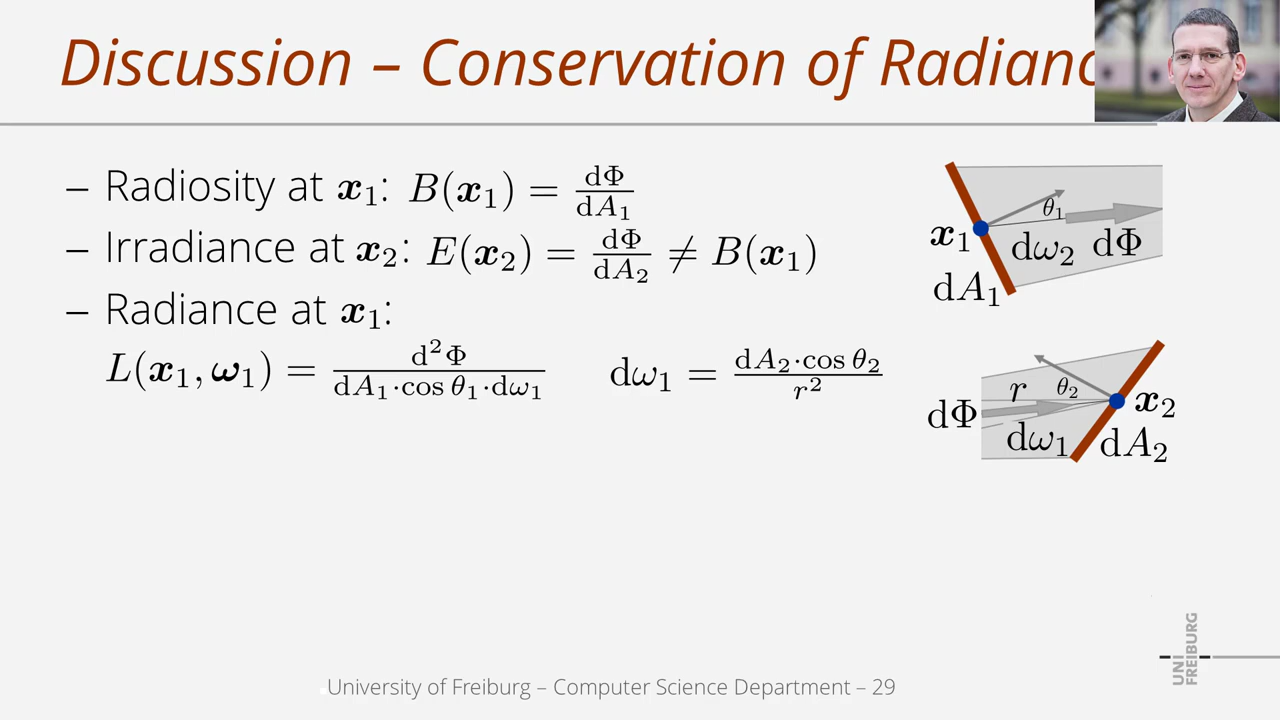 Discussion – Conservation of Radianc
– Radiosity at x₁: B(x₁) = dΦ/dA₁
– Irradiance at x₂: E(x₂) = dΦ/dA₂ ≠ B(x₁)
– Radiance at x₁:
L(x₁, ω₁) = d²Φ/(dA₁·cos θ₁·dω₁)    dω₁ = (dA₂·cos θ₂)/r²
θ₁
x₁ dω₂ dΦ
dA₁
r θ₂
dΦ x₂
dω₁ dA₂
UNI
FREIBURG
University of Freiburg – Computer Science Department – 29